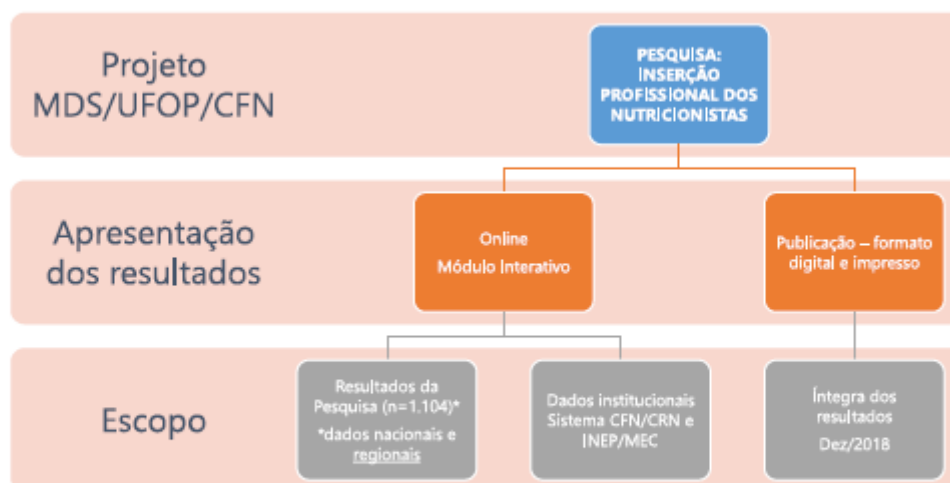 Projeto
MDS/UFOP/CFN
PESQUISA:
INSERÇÃO
PROFISSIONAL DOS
NUTRICIONISTAS
Apresentação
dos resultados
Online
Módulo Interativo
Publicação – formato
digital e impresso
Escopo
Resultados da
Pesquisa (n=1.104)*
*dados nacionais e
regionais
Dados institucionais
Sistema CFN/CRN e
INEP/MEC
Íntegra dos
resultados
Dez/2018